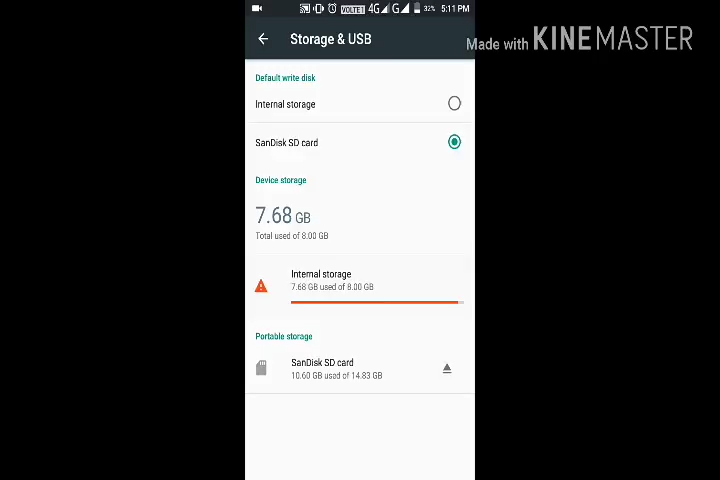 VOLTE1 4G G 32% 5:11 PM
Storage & USB
Made with KINEMASTER
Default write disk
Internal storage
SanDisk SD card
Device storage
7.68 GB
Total used of 8.00 GB
Internal storage
7.68 GB used of 8.00 GB
Portable storage
SanDisk SD card
10.60 GB used of 14.83 GB